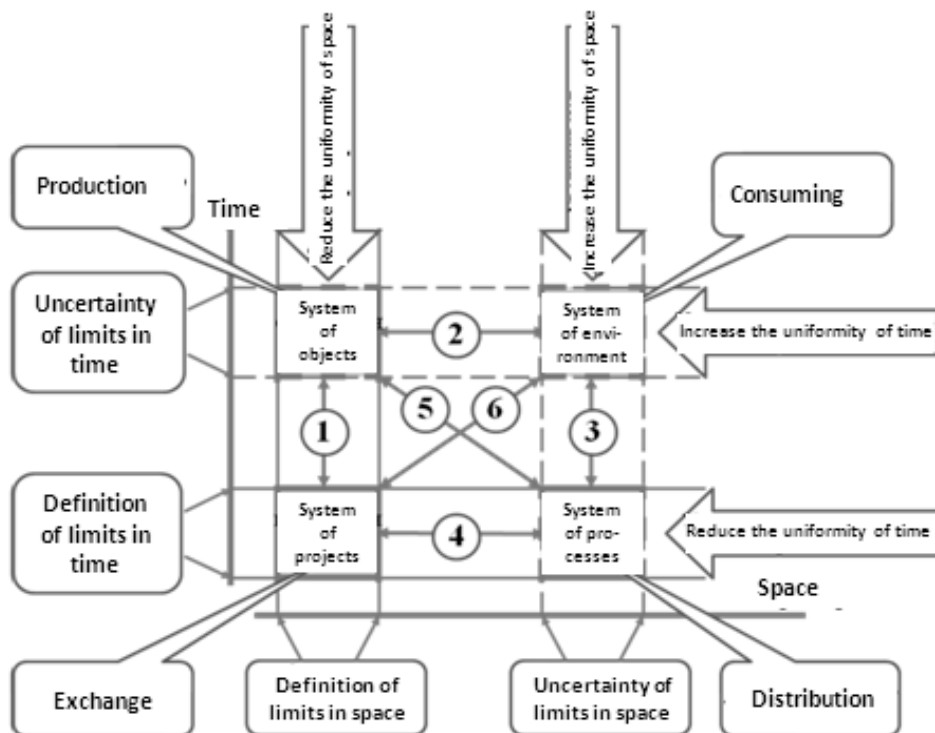 Reduce the uniformity of space
Increase the uniformity of space
Production
Time
Consuming
Uncertainty
of limits in
time
System
of
objects
2
System
of envi-
ronment
Increase the uniformity of time
1
5
6
3
Definition
of limits in
time
System
of
projects
4
System
of pro-
cesses
Reduce the uniformity of time
Space
Exchange
Definition of
limits in space
Uncertainty of
limits in space
Distribution